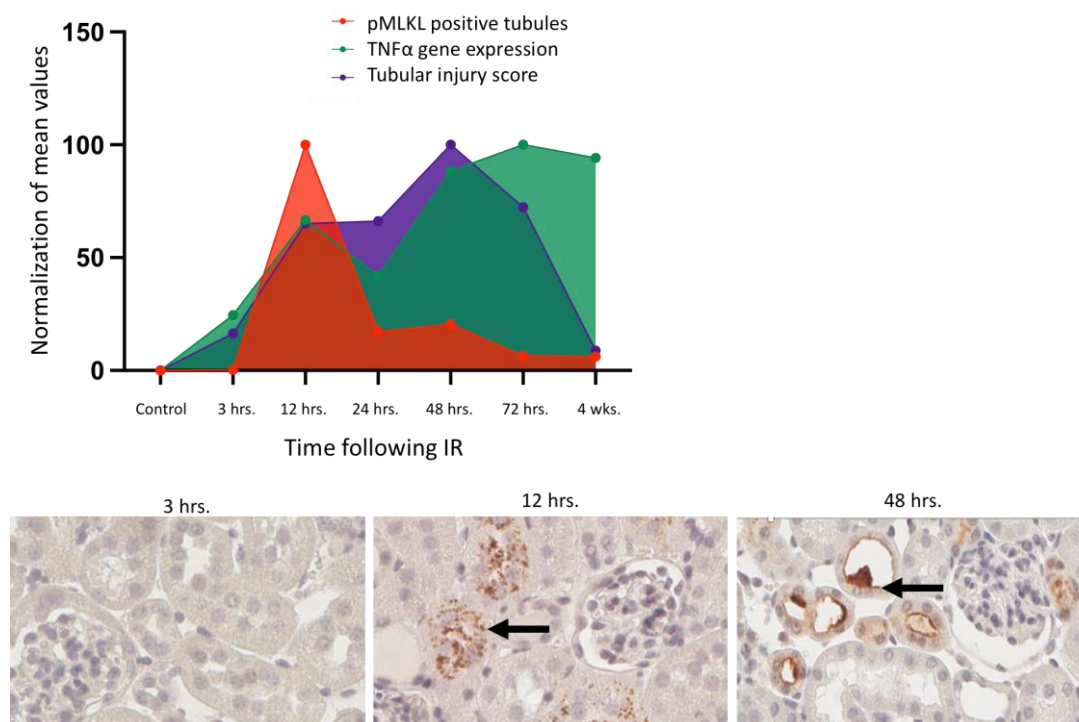 150
pMLKL positive tubules
TNFα gene expression
Tubular injury score
Normalization of mean values
100
50
0
Control 3 hrs. 12 hrs. 24 hrs. 48 hrs. 72 hrs. 4 wks.
Time following IR
3 hrs. 12 hrs. 48 hrs.